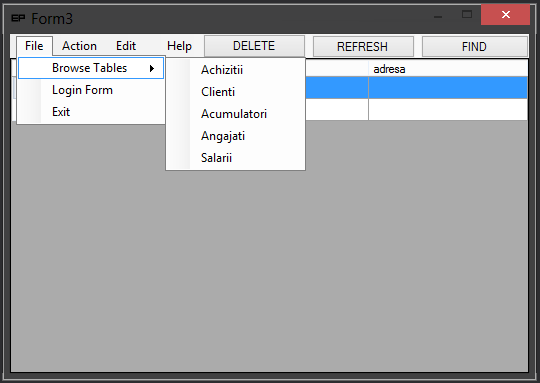 EP Form3
File Action Edit Help DELETE REFRESH FIND
adresa
Browse Tables
Login Form
Exit
Achizitii
Clienti
Acumulatori
Angajati
Salarii